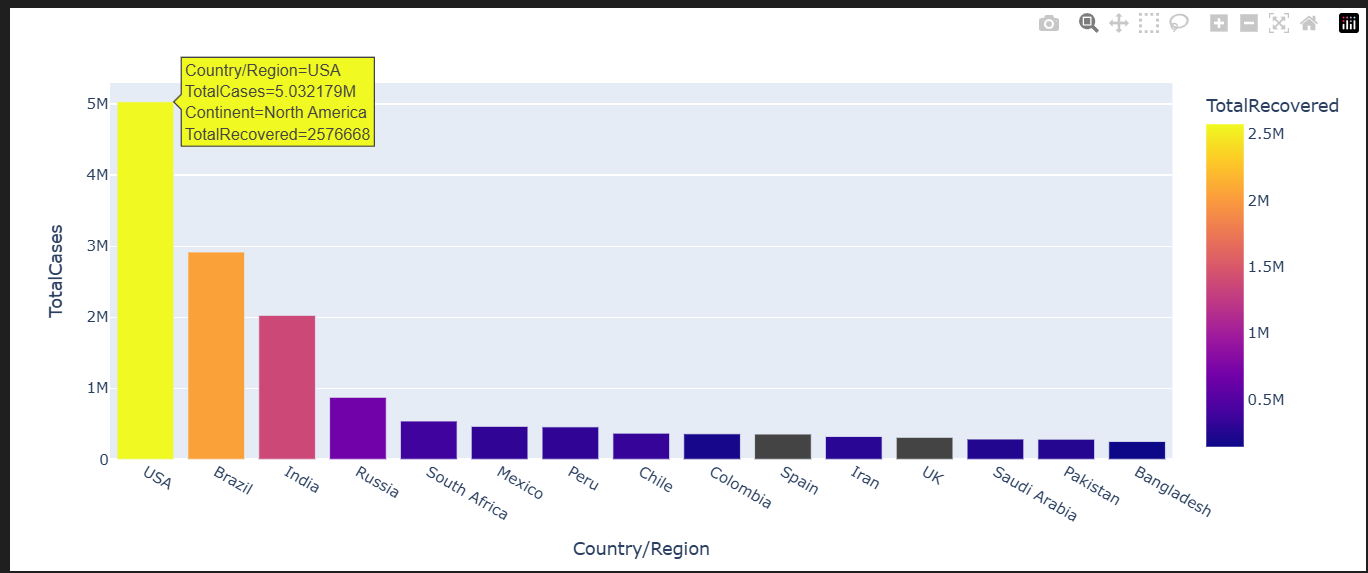 Country/Region=USA
TotalCases=5.032179M
Continent=North America
TotalRecovered=2576668
TotalCases
5M
4M
3M
2M
1M
0
USA
Brazil
India
Russia
South Africa
Mexico
Peru
Chile
Colombia
Spain
Iran
UK
Saudi Arabia
Pakistan
Bangladesh
Country/Region
TotalRecovered
2.5M
2M
1.5M
1M
0.5M